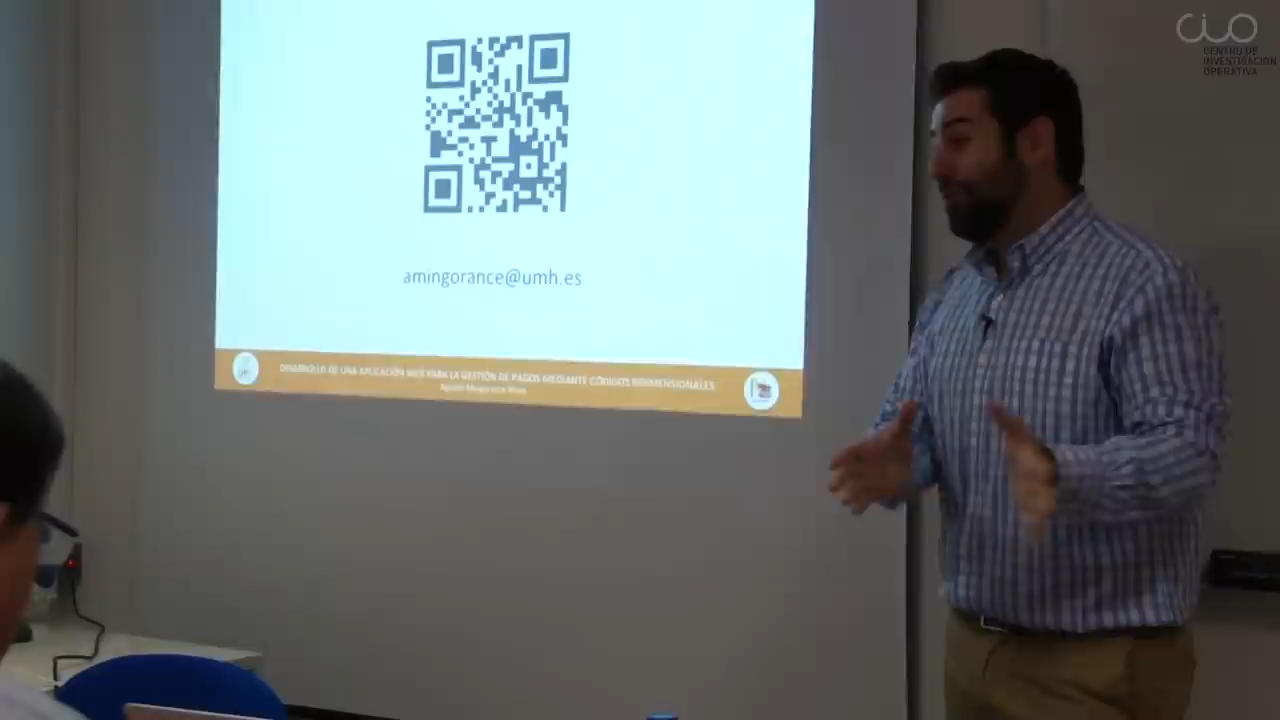 CIO
CENTRO DE
INVESTIGACIÓN
OPERATIVA
amingorance@umh.es
DESARROLLO DE UNA APLICACIÓN WEB PARA LA GESTIÓN DE PAGOS MEDIANTE CÓDIGOS BIDIMENSIONALES